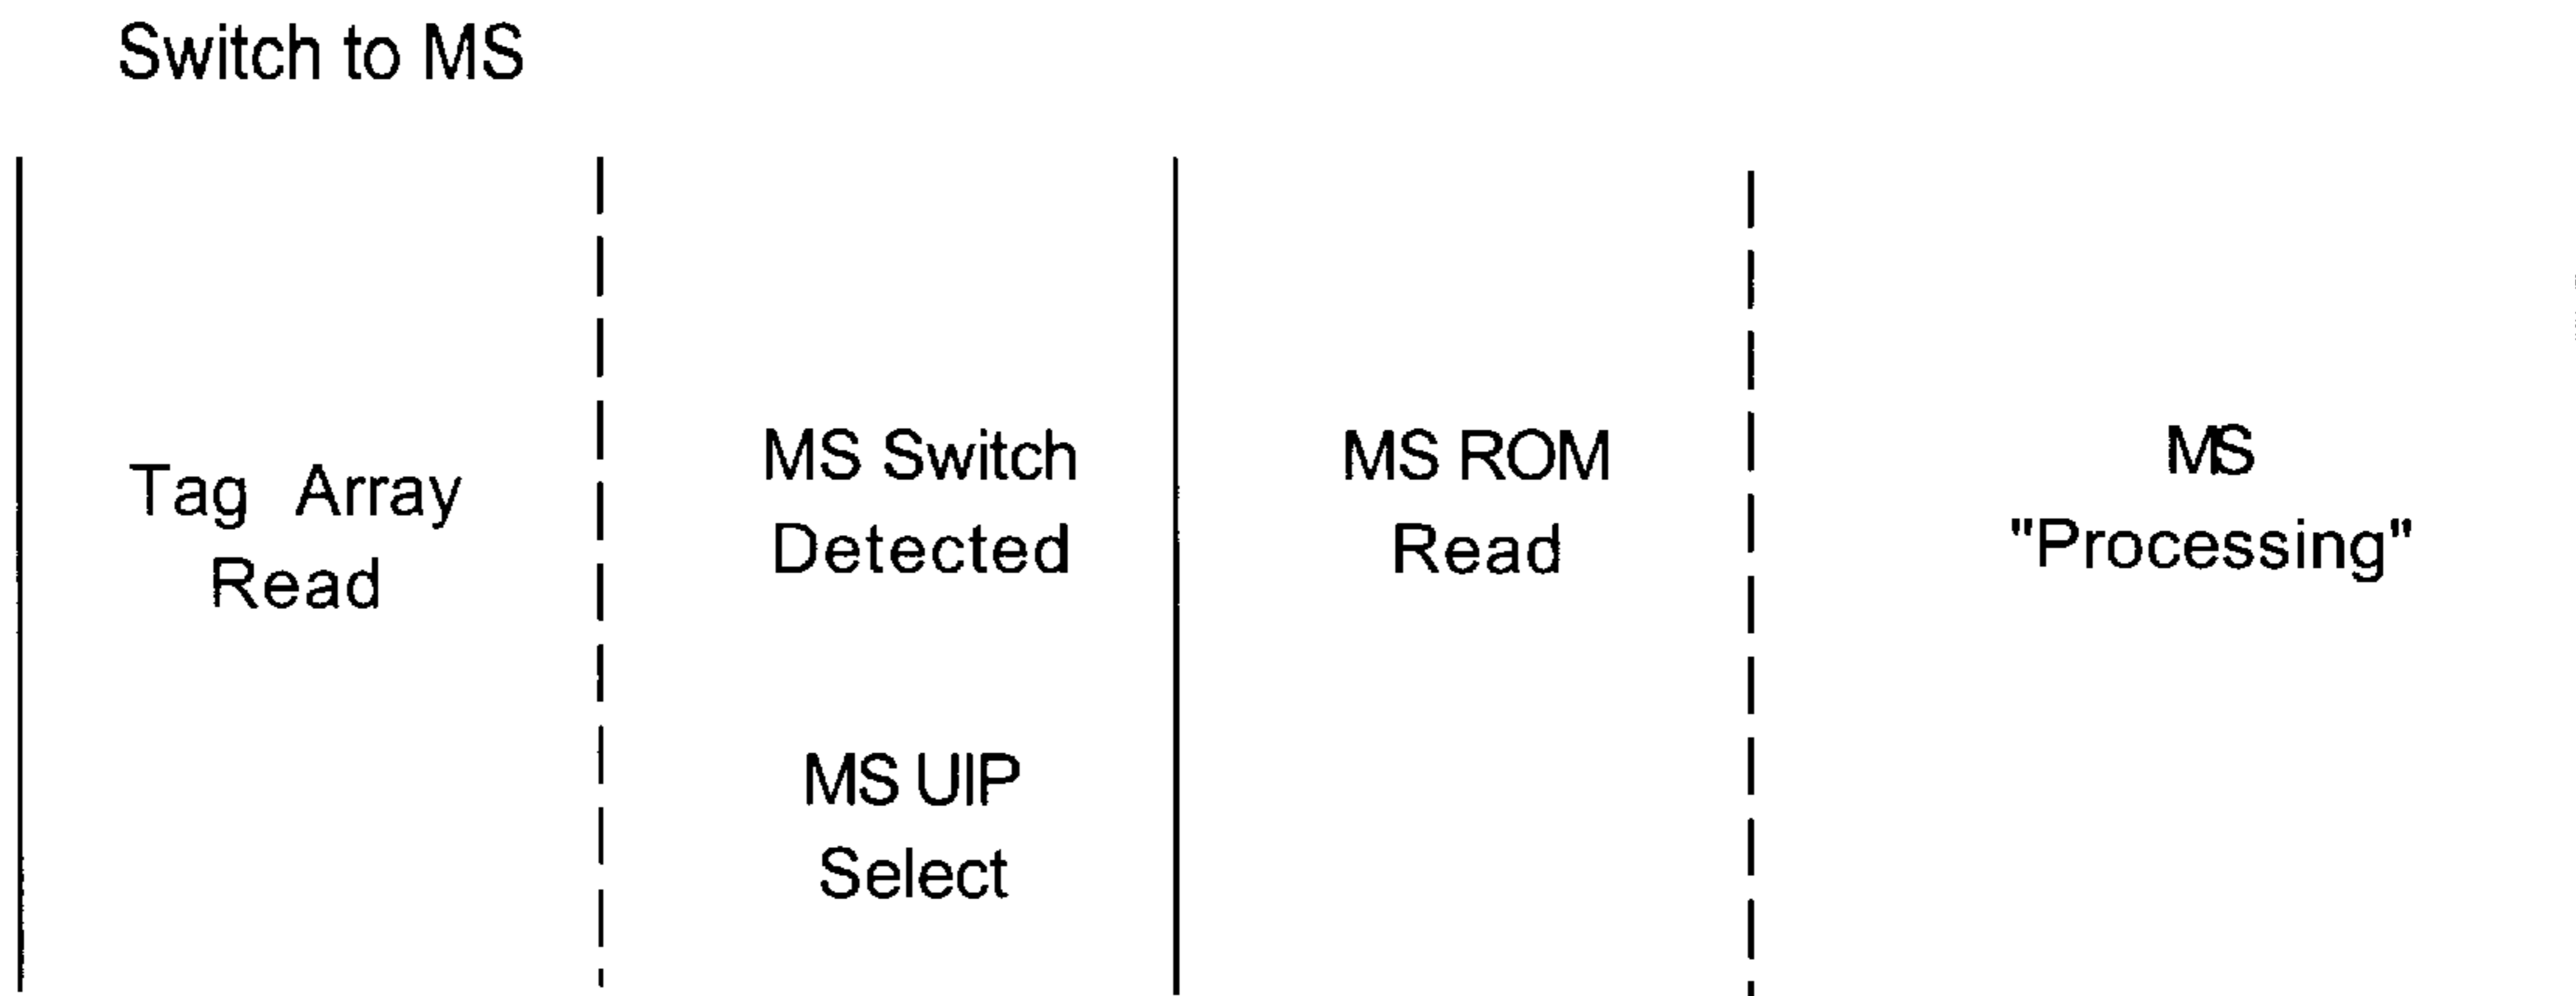 Switch to MS
Tag Array
Read
MS Switch
Detected
MS UIP
Select
MS ROM
Read
MS
"Processing"